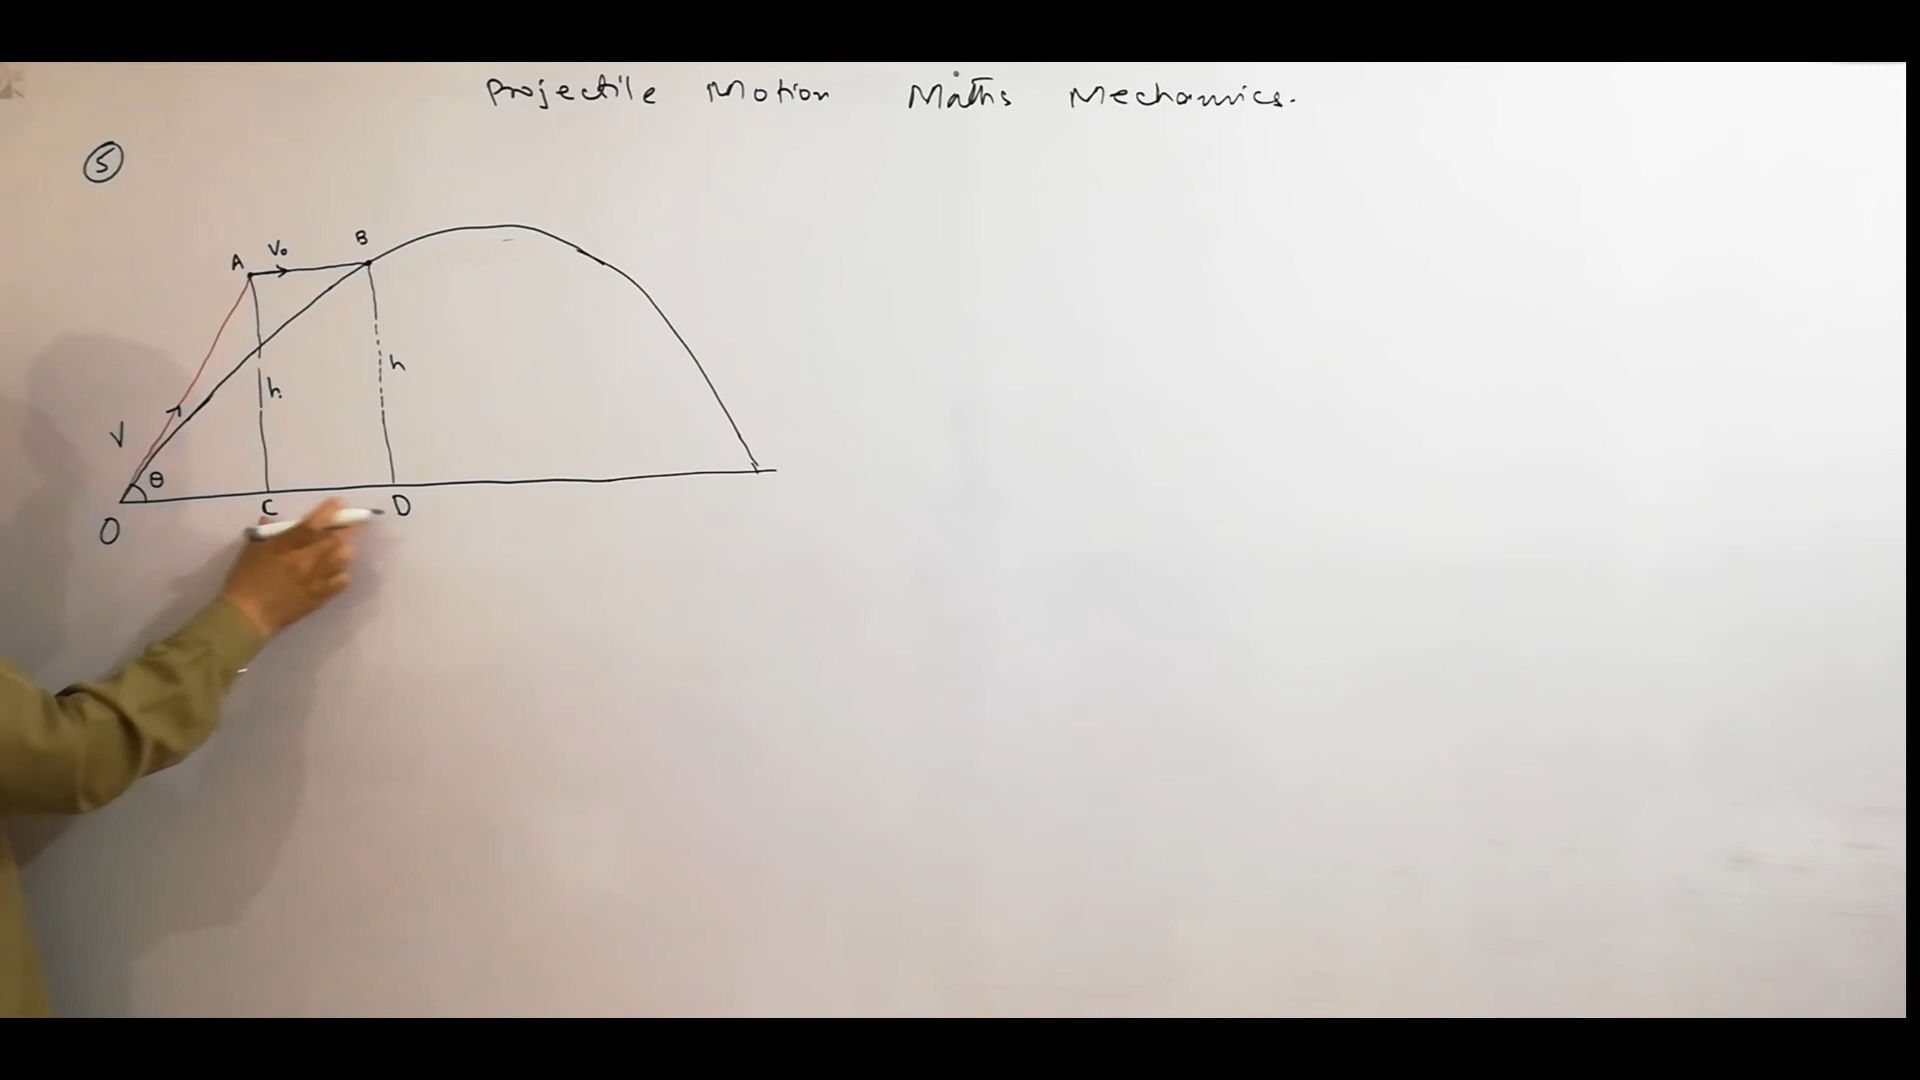 Projectile Motion Maths Mechanics.
5
A V₀ B
h
h
V
θ
C D
O